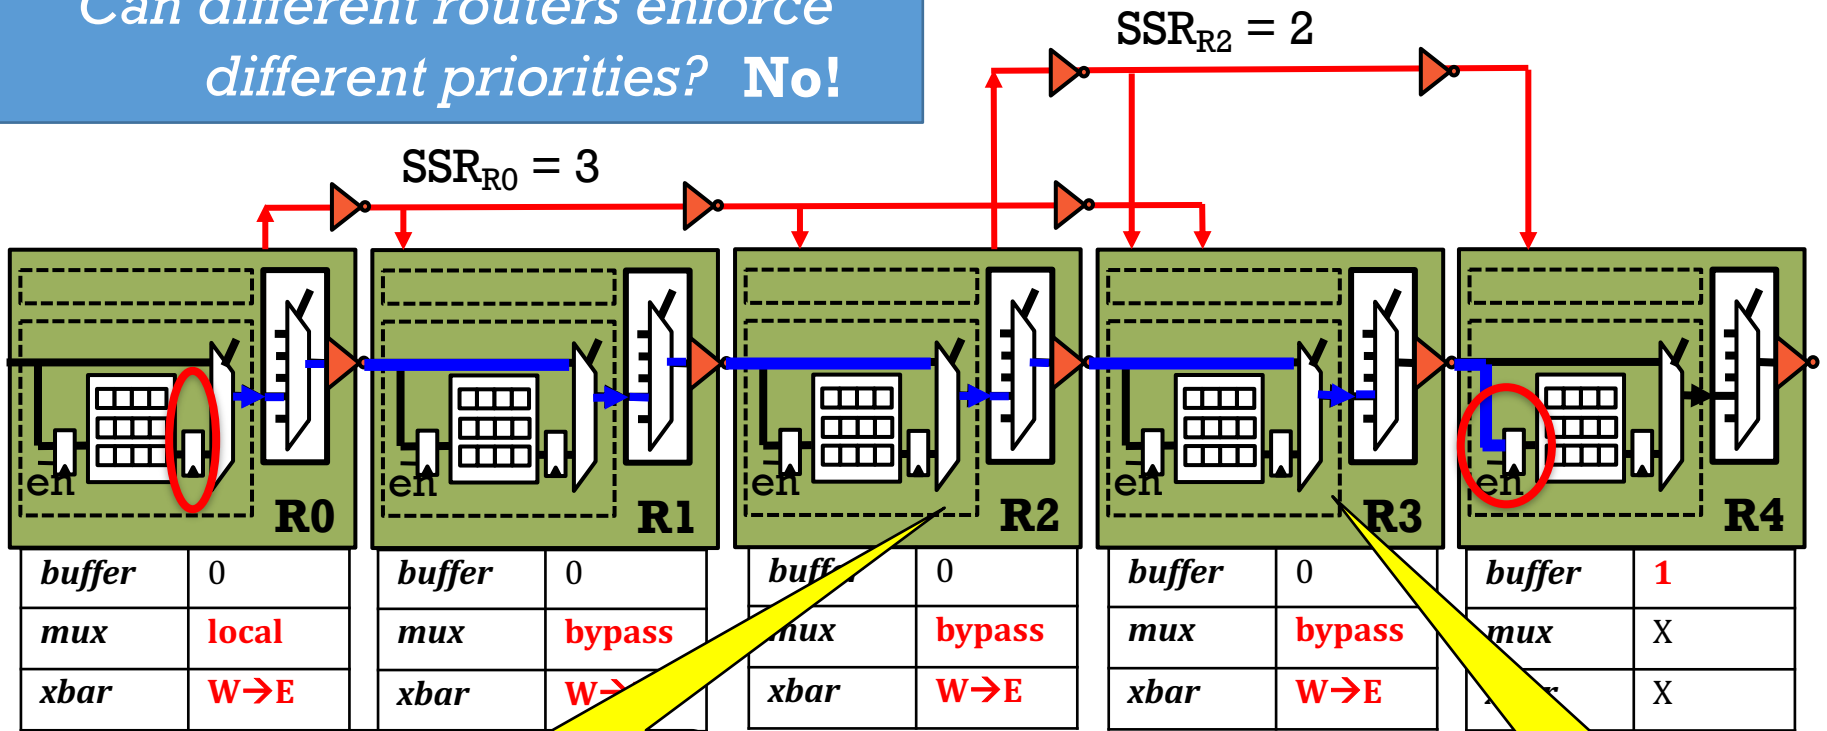 Can different routers enforce
different priorities? No!
SSR_R2 = 2
SSR_R0 = 3
en R0
en R1
en R2
en R3
en R4
buffer 0
mux local
xbar W→E
buffer 0
mux bypass
xbar
buffer 0
mux bypass
xbar W→E
buffer 0
mux bypass
xbar W→E
buffer 1
mux X
X